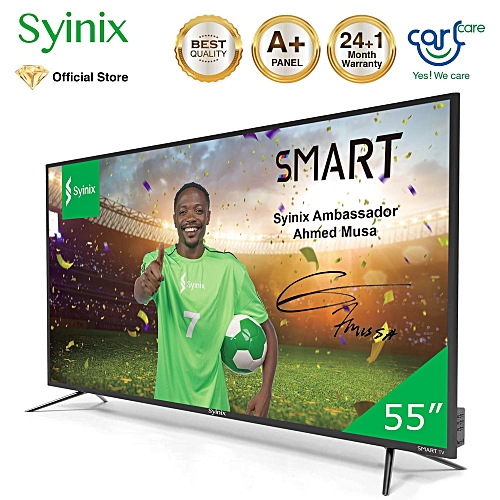 Syinix
Official Store
BEST
QUALITY
A+
PANEL
24+1
Month
Warranty
carlcare
Yes! We care
Syinix
SMART
Syinix Ambassador
Ahmed Musa
Syinix
7
Syinix
55”
SMART TV